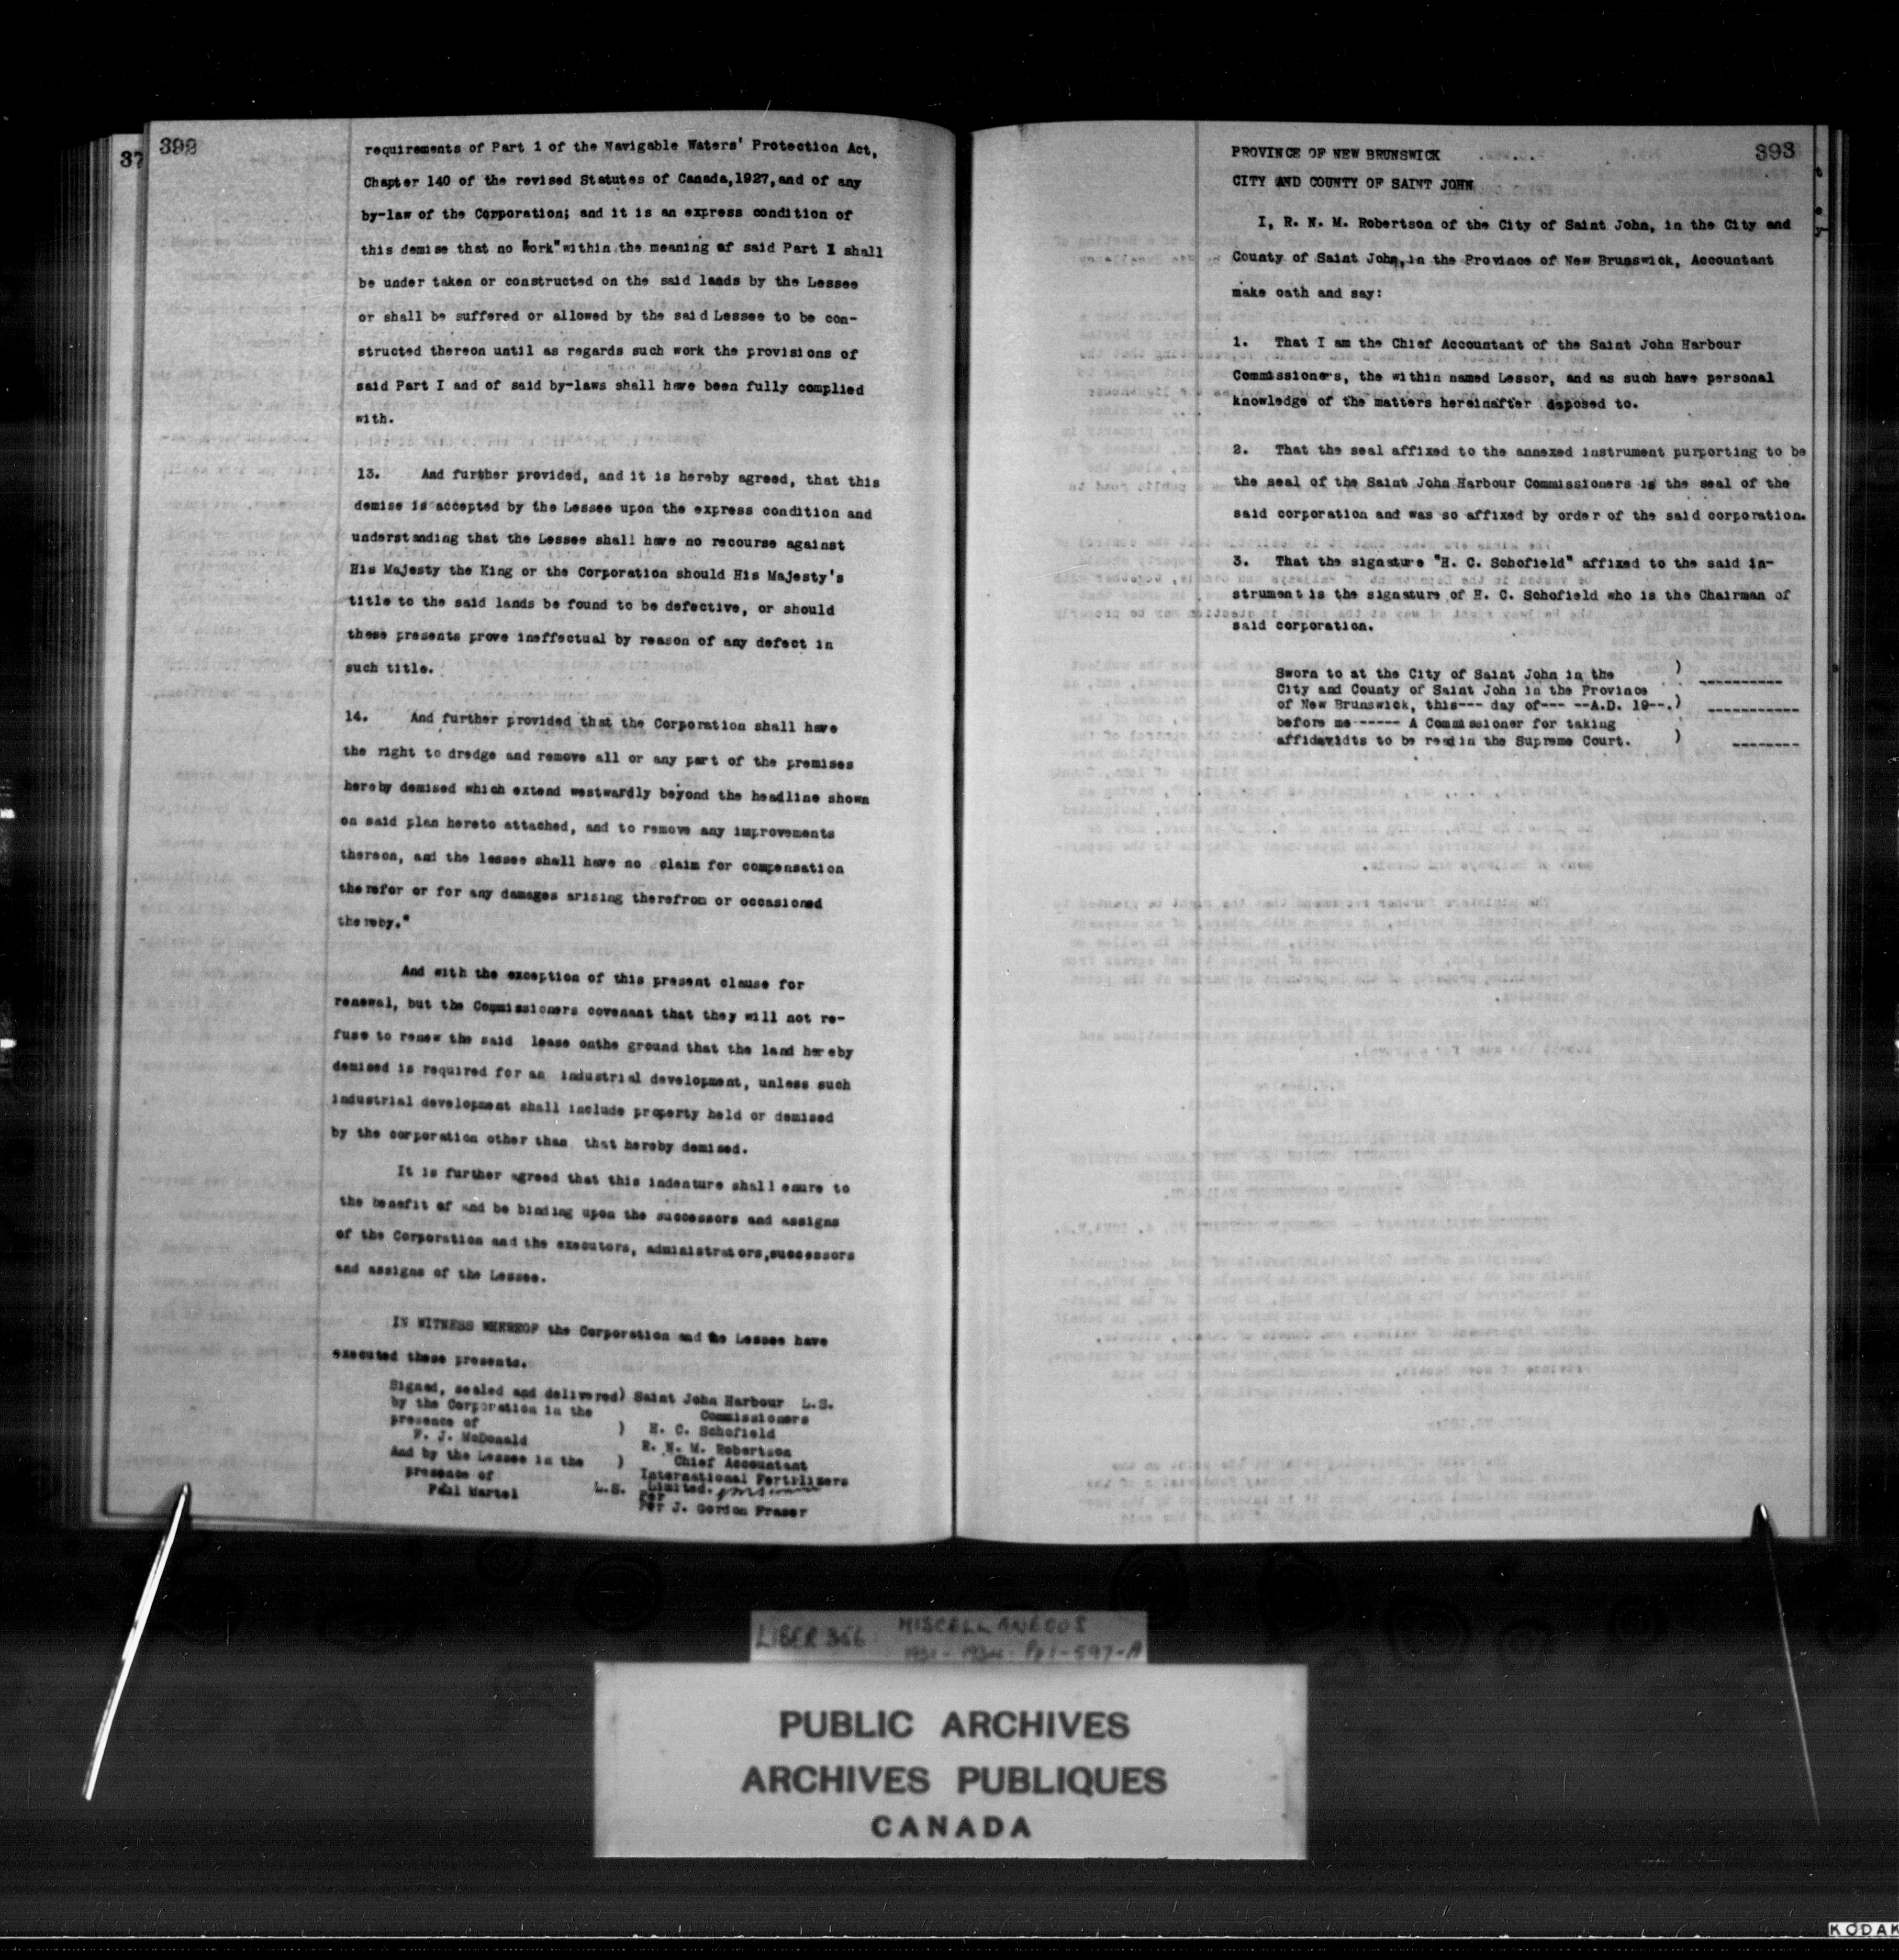 37
392
requirements of Part 1 of the Navigable Waters' Protection Act,
Chapter 140 of the revised Statutes of Canada,1927,and of any
by-law of the Corporation; and it is an express condition of
this demise that no "Work"within the meaning of said Part I shall
be under taken or constructed on the said lands by the Lessee
or shall be suffered or allowed by the said Lessee to be con-
structed thereon until as regards such work the provisions of
said Part I and of said by-laws shall have been fully complied
with.
13. And further provided, and it is hereby agreed, that this
demise is accepted by the Lessee upon the express condition and
understanding that the Lessee shall have no recourse against
His Majesty the King or the Corporation should His Majesty's
title to the said lands be found to be defective, or should
these presents prove ineffectual by reason of any defect in
such title.
14. And further provided that the Corporation shall have
the right to dredge and remove all or any part of the premises
hereby demised which extend westwardly beyond the headline shown
on said plan hereto attached, and to remove any improvements
thereon, and the lessee shall have no claim for compensation
therefor or for any damages arising therefrom or occasioned
thereby."
And with the exception of this present clause for
renewal, but the Commissioners covenant that they will not re-
fuse to renew the said lease onthe ground that the land hereby
demised is required for an industrial development, unless such
industrial development shall include property held or demised
by the corporation other than that hereby demised.
It is further agreed that this indenture shall enure to
the benefit of and be binding upon the successors and assigns
of the Corporation and the executors, administrators,successors
and assigns of the Lessee.
IN WITNESS WHEREOF the Corporation and the Lessee have
executed these presents.
Signed, sealed and delivered) Saint John Harbour L.S.
by the Corporation in the Commissioners
presence of ) H. C. Schofield
F. J. McDonald R. N. M. Robertson
And by the Lessee in the ) Chief Accountant
presence of International Fertilizers
Paul Martel L.S. Limited.
Per
Per J. Gordon Fraser
393
PROVINCE OF NEW BRUNSWICK
CITY AND COUNTY OF SAINT JOHN
I, R. N. M. Robertson of the City of Saint John, in the City and
County of Saint John,in the Province of New Brunswick, Accountant
make oath and say:
1. That I am the Chief Accountant of the Saint John Harbour
Commissioners, the within named Lessor, and as such have personal
knowledge of the matters hereinafter deposed to.
2. That the seal affixed to the annexed instrument purporting to be
the seal of the Saint John Harbour Commissioners is the seal of the
said corporation and was so affixed by order of the said corporation.
3. That the signature "H. C. Schofield" affixed to the said in-
strument is the signature of H. C. Schofield who is the Chairman of
said corporation.
Sworn to at the City of Saint John in the ) ----------
City and County of Saint John in the Province
of New Brunswick, this--- day of--- --A.D. 19--.) -----------
before me------ A Commissioner for taking
affidavidts to be read in the Supreme Court. ) --------
LIBER 366 MISCELLANEOUS
1931 - 1934 Pp 1-597-A
PUBLIC ARCHIVES
ARCHIVES PUBLIQUES
CANADA
KODAK